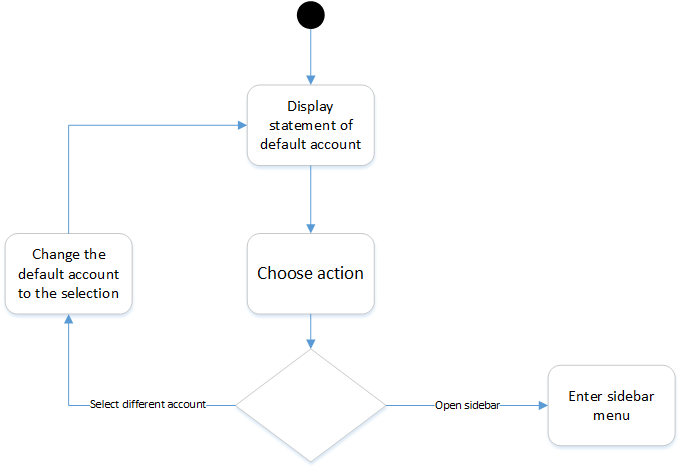 Display
statement of
default account
Change the
default account
to the selection
Choose action
Select different account
Open sidebar
Enter sidebar
menu